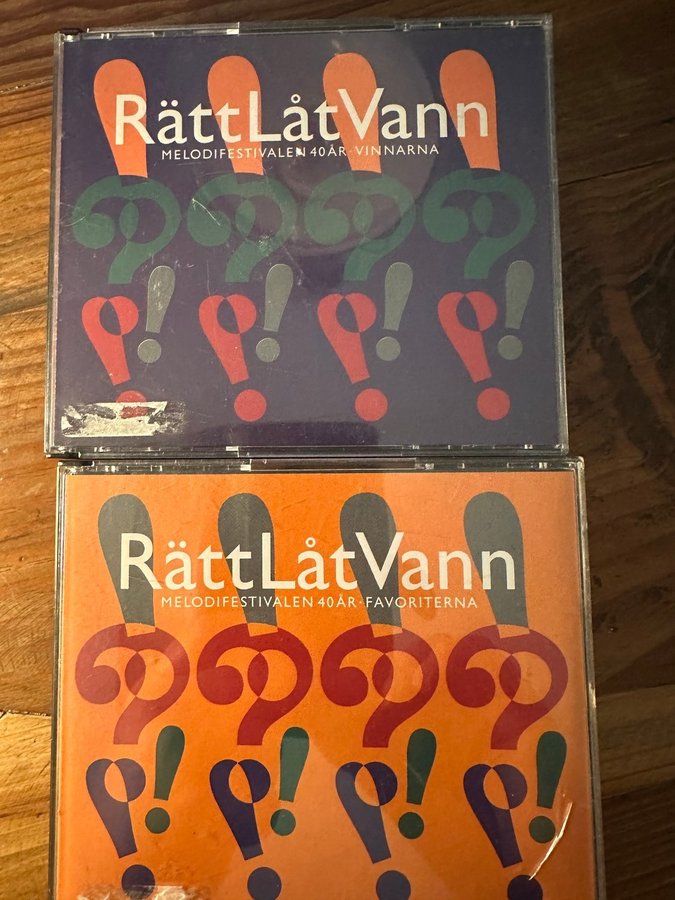 RättLåtVann
MELODIFESTIVALEN 40 ÅR · VINNARNA
RättLåtVann
MELODIFESTIVALEN 40 ÅR · FAVORITERNA